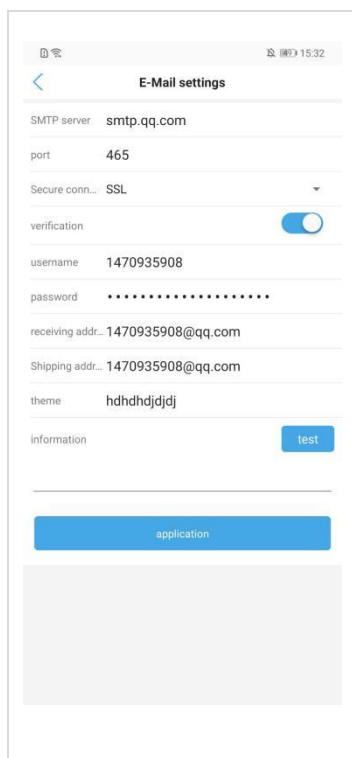 49 15:32
E-Mail settings
SMTP server smtp.qq.com
port 465
Secure conn... SSL
verification
username 1470935908
password ••••••••••••••••••••
receiving addr... 1470935908@qq.com
Shipping addr... 1470935908@qq.com
theme hdhdhdjdjdj
information test
application